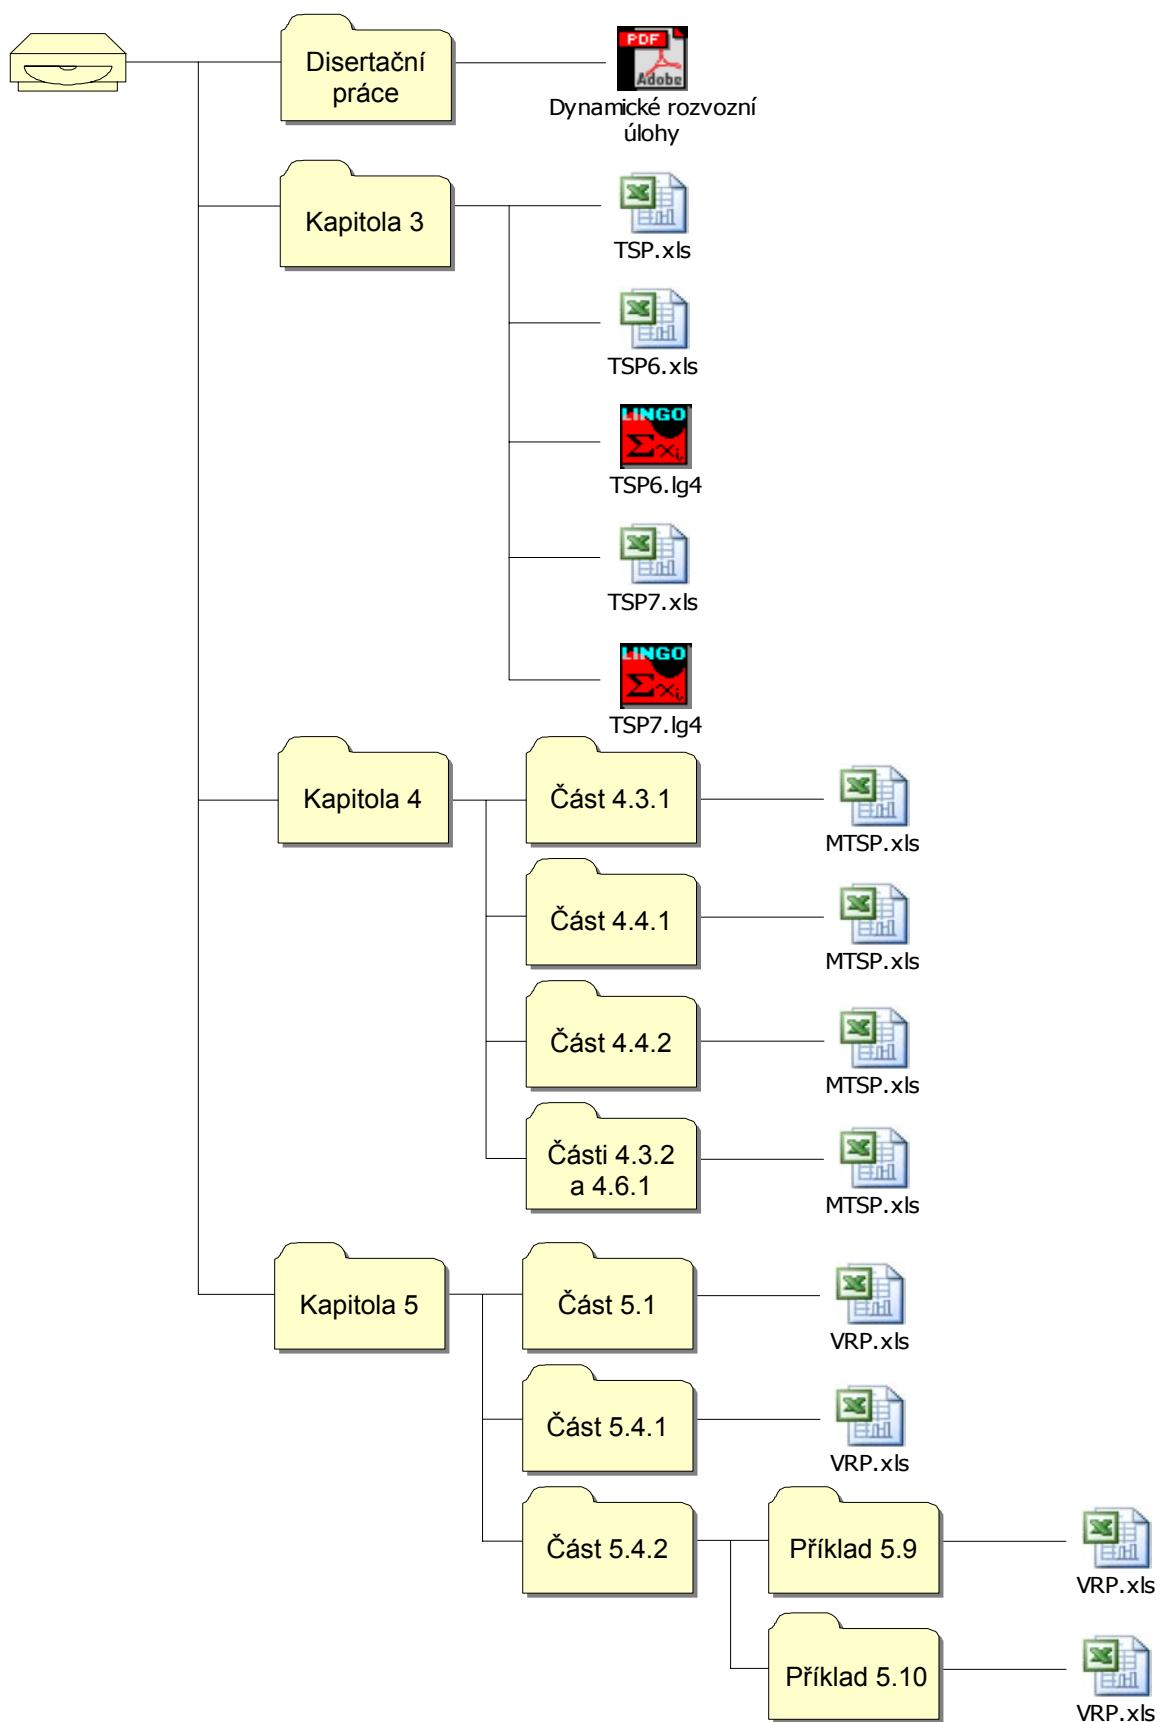 Disertační
práce
PDF
Adobe
Dynamické rozvozní
úlohy
Kapitola 3
TSP.xls
TSP6.xls
LINGO
Σxi
TSP6.lg4
TSP7.xls
LINGO
Σxi
TSP7.lg4
Kapitola 4
Část 4.3.1
MTSP.xls
Část 4.4.1
MTSP.xls
Část 4.4.2
MTSP.xls
Části 4.3.2
a 4.6.1
MTSP.xls
Kapitola 5
Část 5.1
VRP.xls
Část 5.4.1
VRP.xls
Část 5.4.2
Příklad 5.9
VRP.xls
Příklad 5.10
VRP.xls